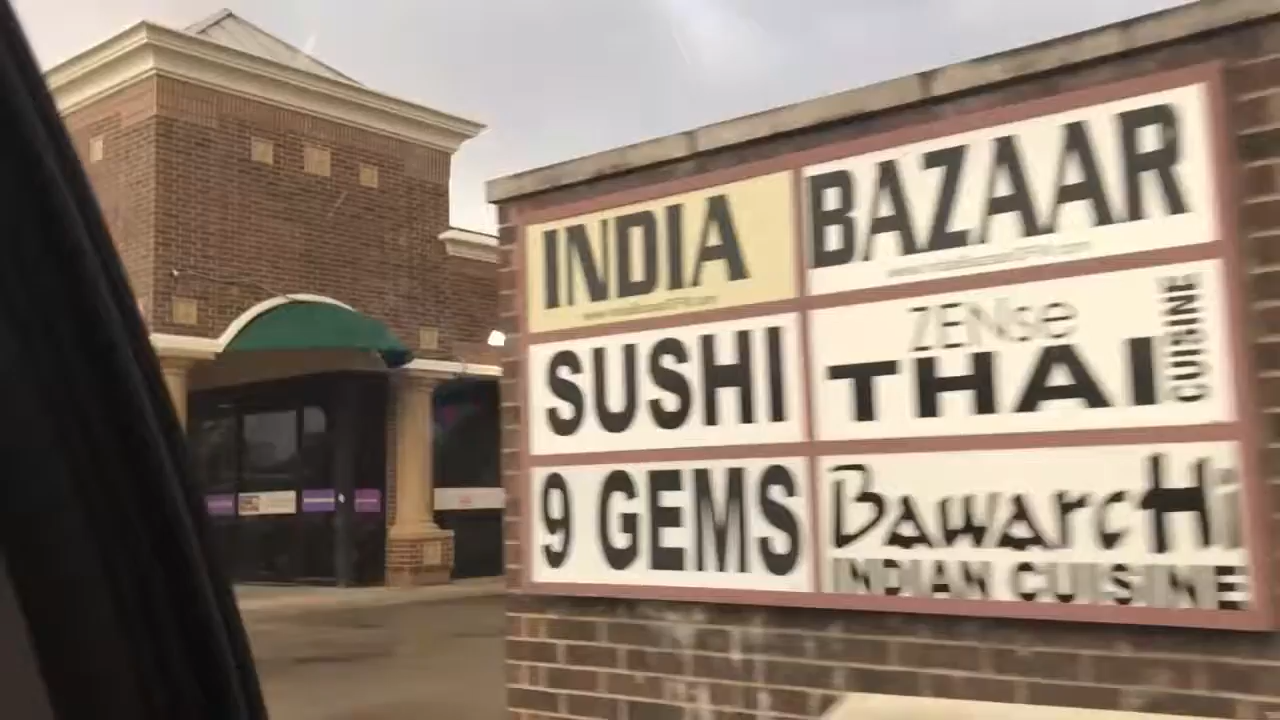 INDIA BAZAAR
SUSHI
ZENse
THAI
CUISINE
9 GEMS
BawarcHi
INDIAN CUISINE